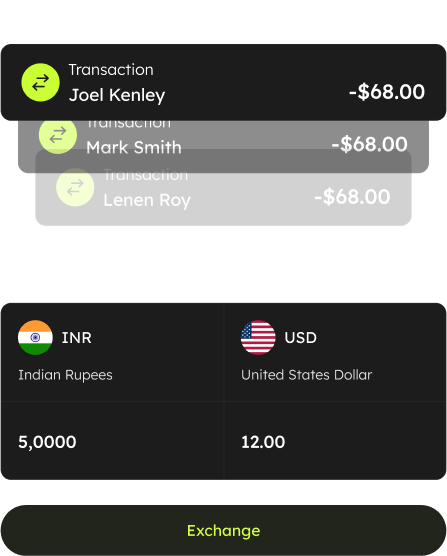 Transaction
Joel Kenley
-$68.00
Transaction
Mark Smith
-$68.00
Transaction
Lenen Roy
-$68.00
INR
USD
Indian Rupees
United States Dollar
5,0000
12.00
Exchange